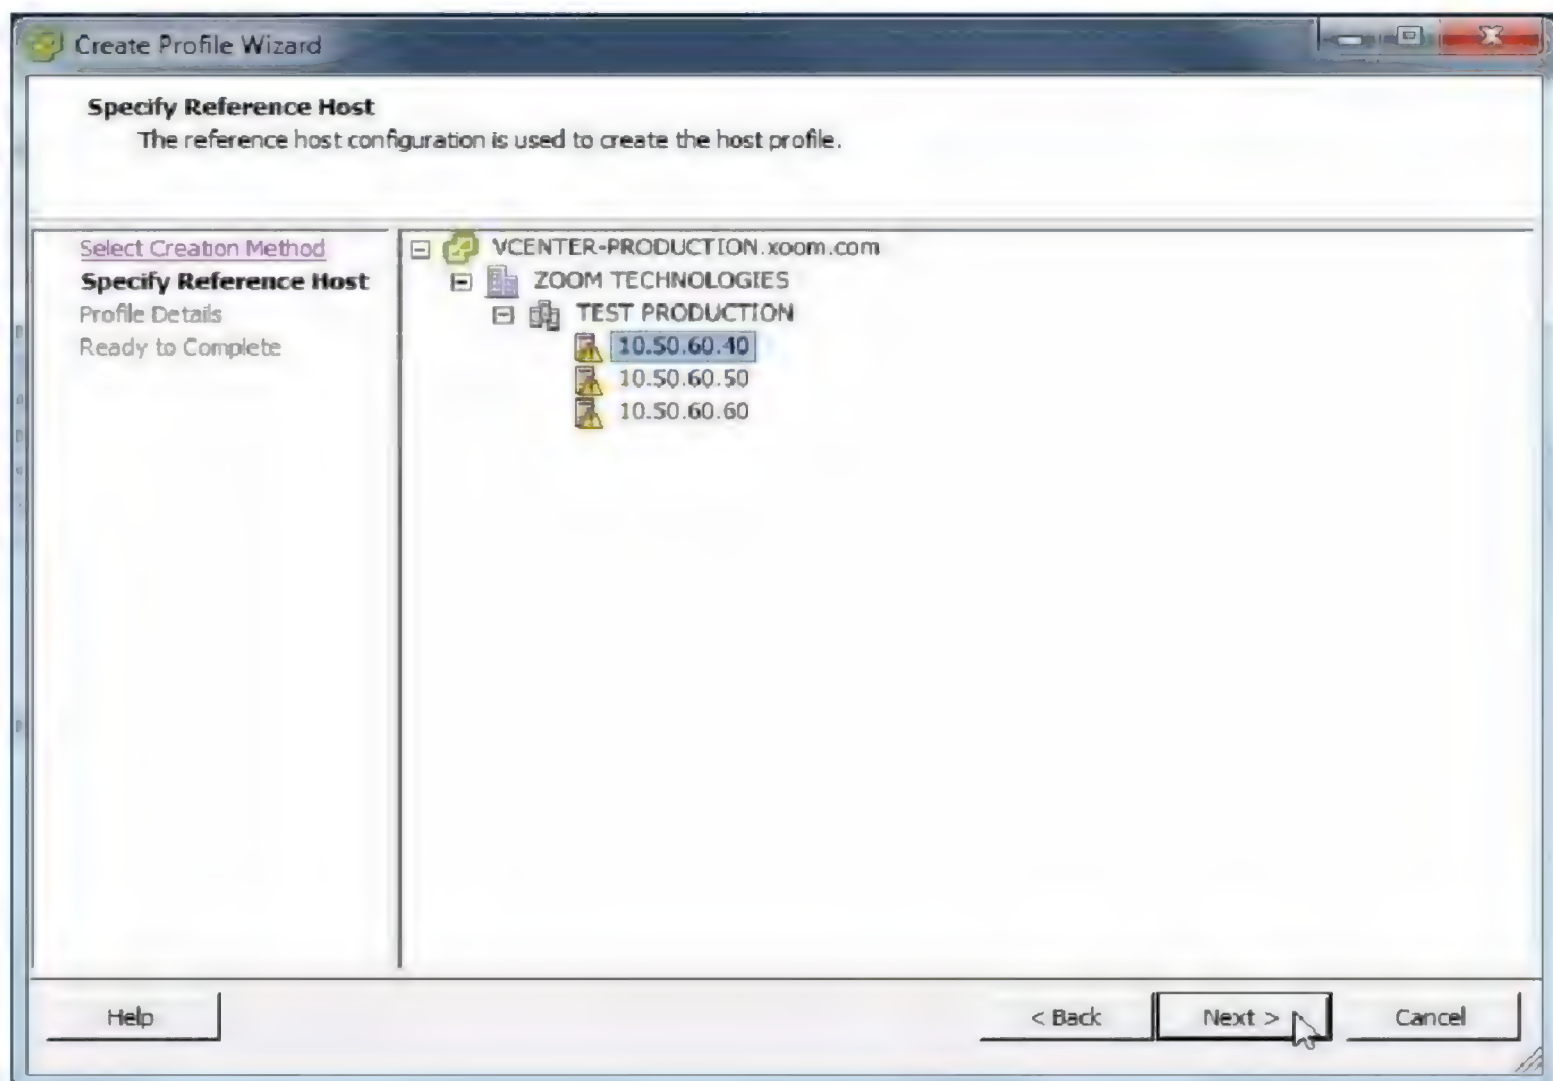 Create Profile Wizard
Specify Reference Host
The reference host configuration is used to create the host profile.
Select Creation Method
Specify Reference Host
Profile Details
Ready to Complete
VCENTER-PRODUCTION.xoom.com
ZOOM TECHNOLOGIES
TEST PRODUCTION
10.50.60.40
10.50.60.50
10.50.60.60
Help
< Back
Next >
Cancel